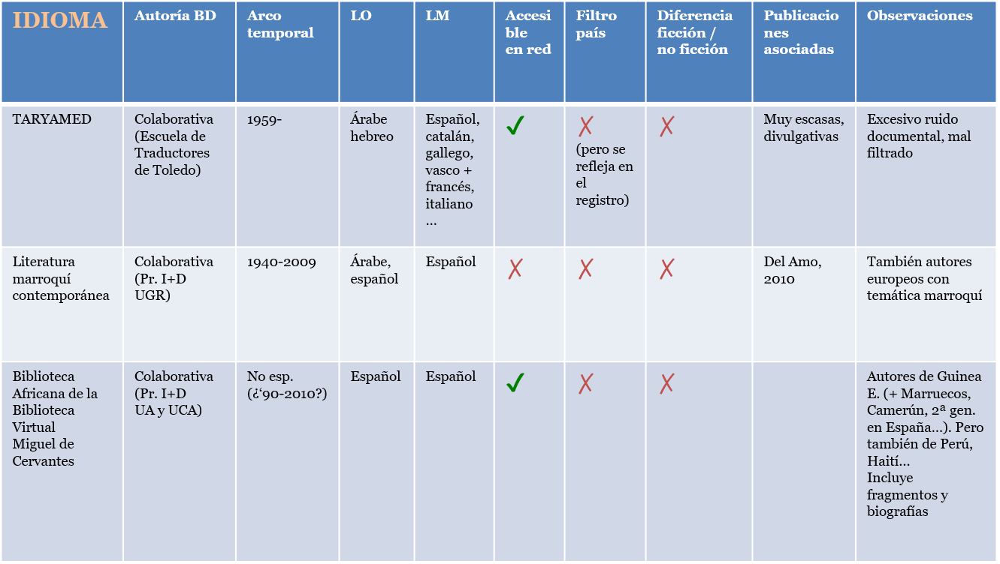 IDIOMA
Autoría BD
Arco
temporal
LO
LM
Accesi
ble
en red
Filtro
país
Diferencia
ficción /
no ficción
Publicacio
nes
asociadas
Observaciones
TARYAMED
Colaborativa
(Escuela de
Traductores
de Toledo)
1959-
Árabe
hebreo
Español,
catalán,
gallego,
vasco +
francés,
italiano
...
✓
✗
(pero se
refleja en
el
registro)
✗
Muy escasas,
divulgativas
Excesivo ruido
documental, mal
filtrado
Literatura
marroquí
contemporánea
Colaborativa
(Pr. I+D
UGR)
1940-2009
Árabe,
español
Español
✗
✗
✗
Del Amo,
2010
También autores
europeos con
temática marroquí
Biblioteca
Africana de la
Biblioteca
Virtual
Miguel de
Cervantes
Colaborativa
(Pr. I+D
UA y UCA)
No esp.
(¿‘90-2010?)
Español
Español
✓
✗
✗
Autores de Guinea
E. (+ Marruecos,
Camerún, 2ª gen.
en España...). Pero
también de Perú,
Haití...
Incluye
fragmentos y
biografías